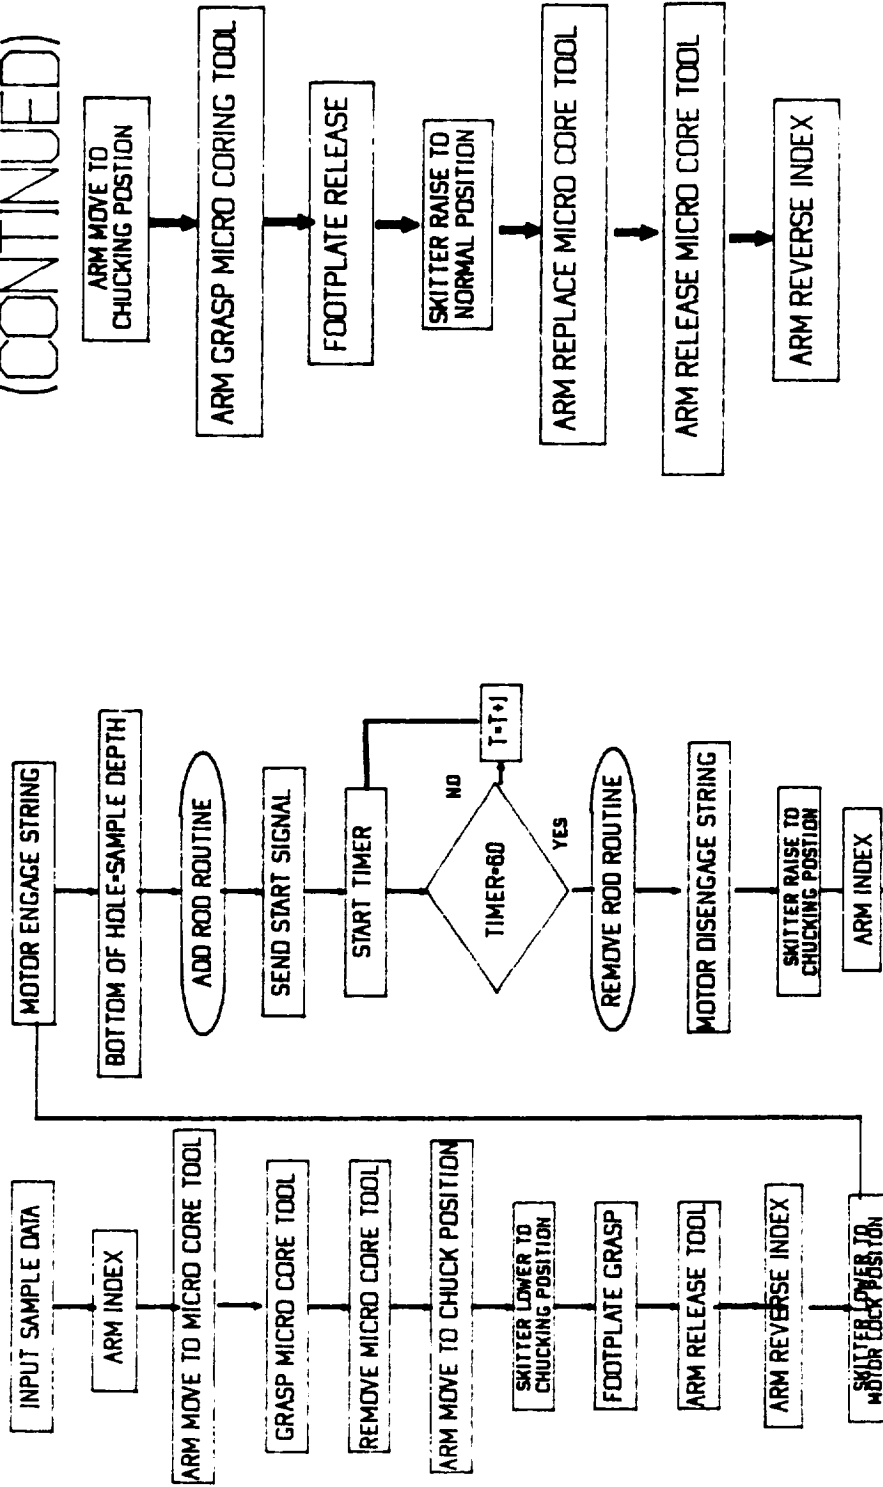 (CONTINUED)
INPUT SAMPLE DATA
ARM INDEX
ARM MOVE TO MICRO CORE TOOL
GRASP MICRO CORE TOOL
REMOVE MICRO CORE TOOL
ARM MOVE TO CHUCK POSITION
SKITTER LOWER TO
CHUCKING POSITION
FOOTPLATE GRASP
ARM RELEASE TOOL
ARM REVERSE INDEX
SKITTER LOWER TO
MOTOR LOCK POSITON
MOTOR ENGAGE STRING
BOTTOM OF HOLE=SAMPLE DEPTH
ADD ROD ROUTINE
SEND START SIGNAL
START TIMER
TIMER=60
NO
T=T+1
YES
REMOVE ROD ROUTINE
MOTOR DISENGAGE STRING
SKITTER RAISE TO
CHUCKING POSTION
ARM INDEX
ARM MOVE TO
CHUCKING POSTION
ARM GRASP MICRO CORING TOOL
FOOTPLATE RELEASE
SKITTER RAISE TO
NORMAL POSITION
ARM REPLACE MICRO CORE TOOL
ARM RELEASE MICRO CORE TOOL
ARM REVERSE INDEX